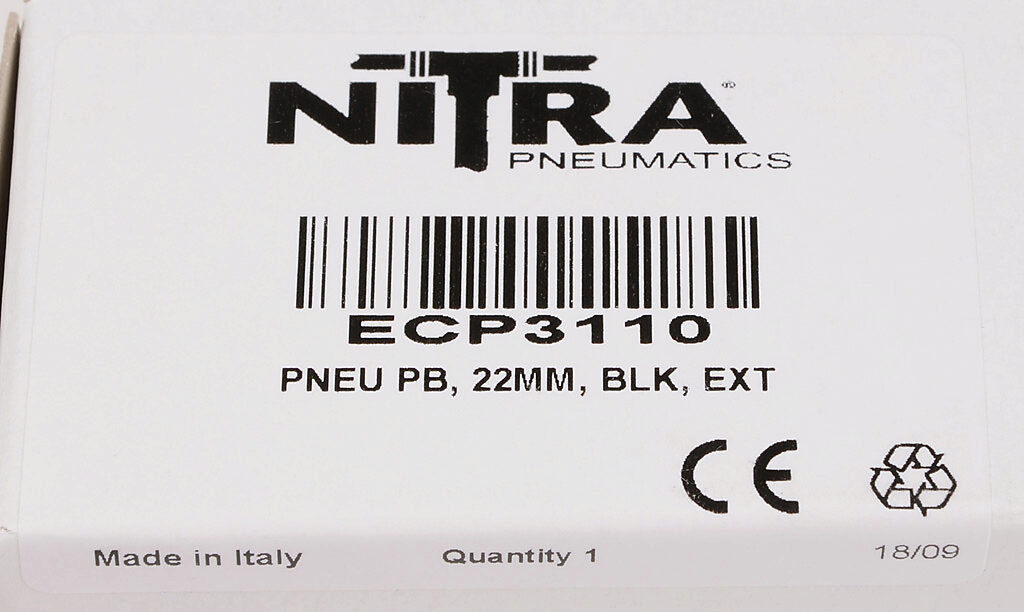 NITRA®
PNEUMATICS
ECP3110
PNEU PB, 22MM, BLK, EXT
CE
Made in Italy Quantity 1 18/09